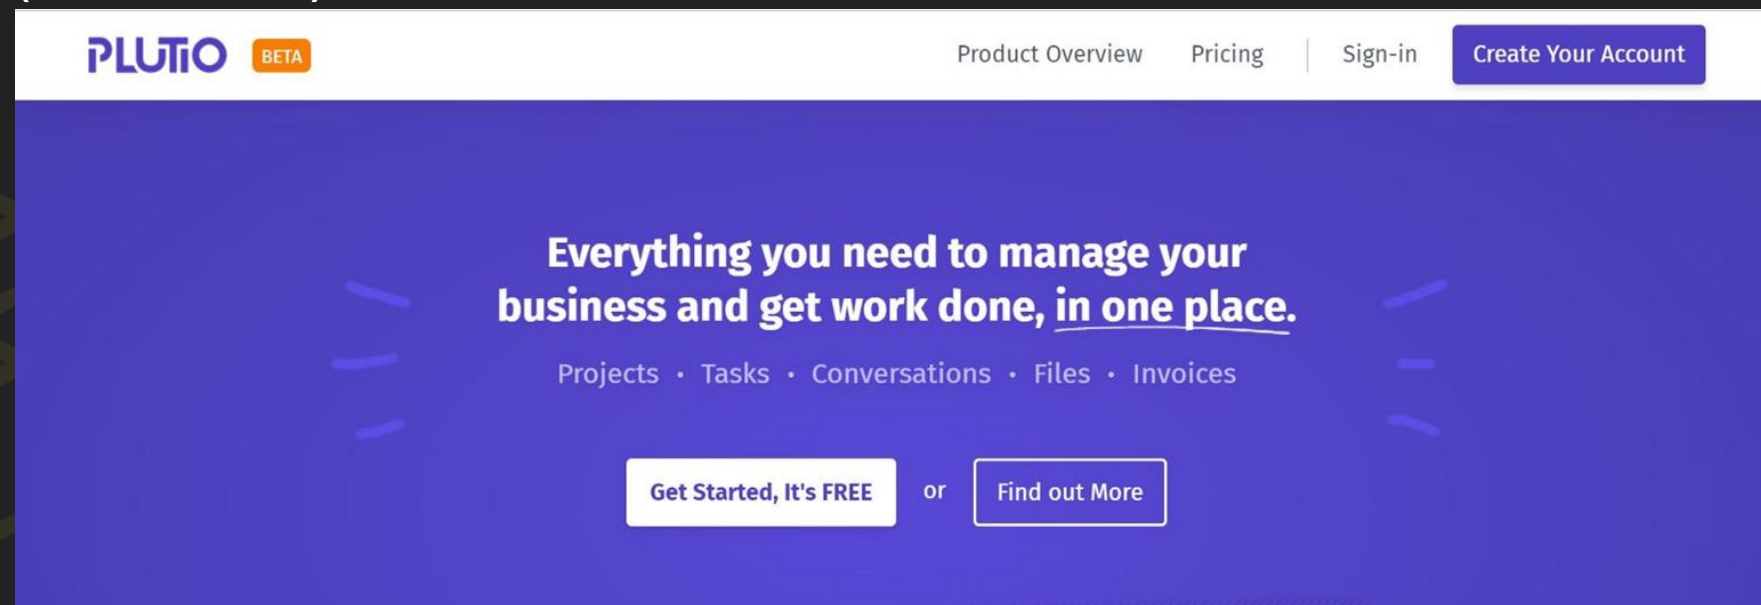 PLUTIO BETA Product Overview Pricing Sign-in Create Your Account
Everything you need to manage your
business and get work done, in one place.
Projects • Tasks • Conversations • Files • Invoices
Get Started, It's FREE or Find out More